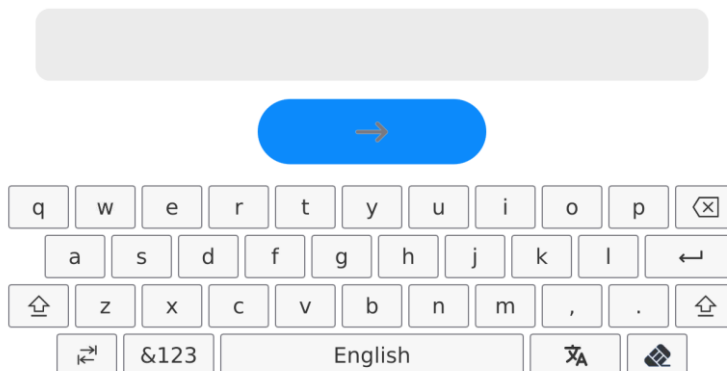 q w e r t y u i o p
a s d f g h j k l
z x c v b n m , .
&123 English